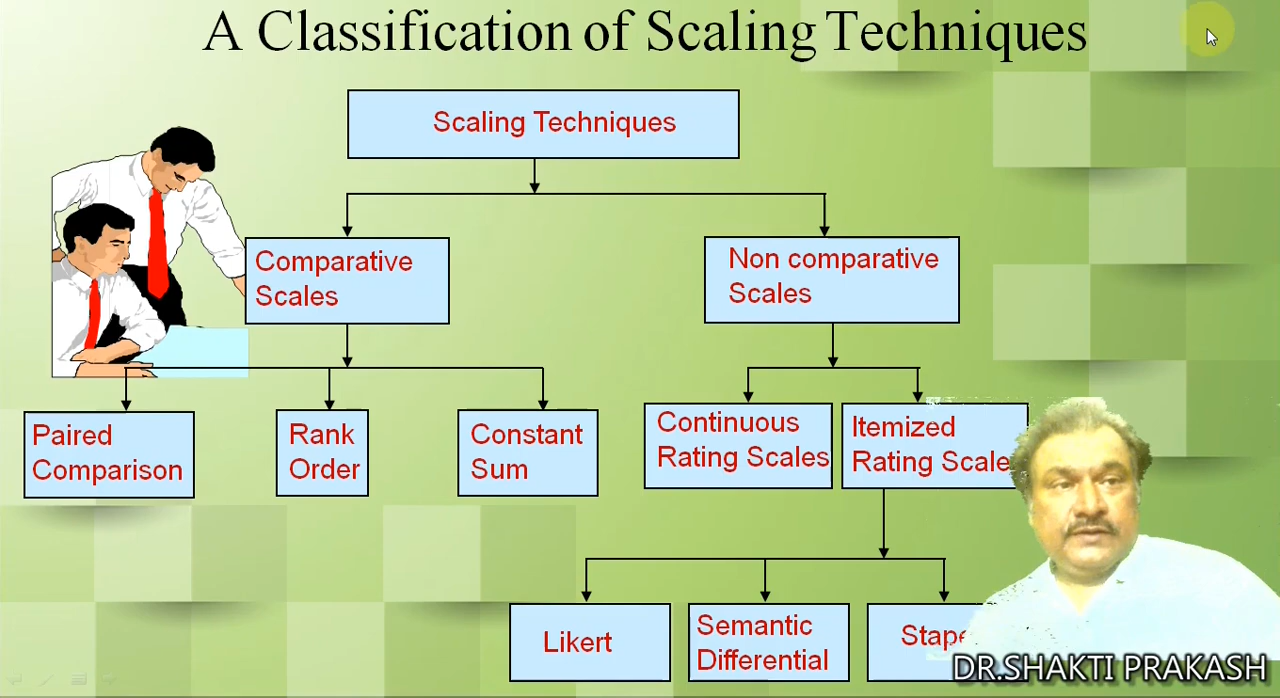 A Classification of Scaling Techniques
Scaling Techniques
Comparative
Scales
Non comparative
Scales
Paired
Comparison
Rank
Order
Constant
Sum
Continuous
Rating Scales
Itemized
Rating Scale
Likert
Semantic
Differential
DR.SHAKTI PRAKASH